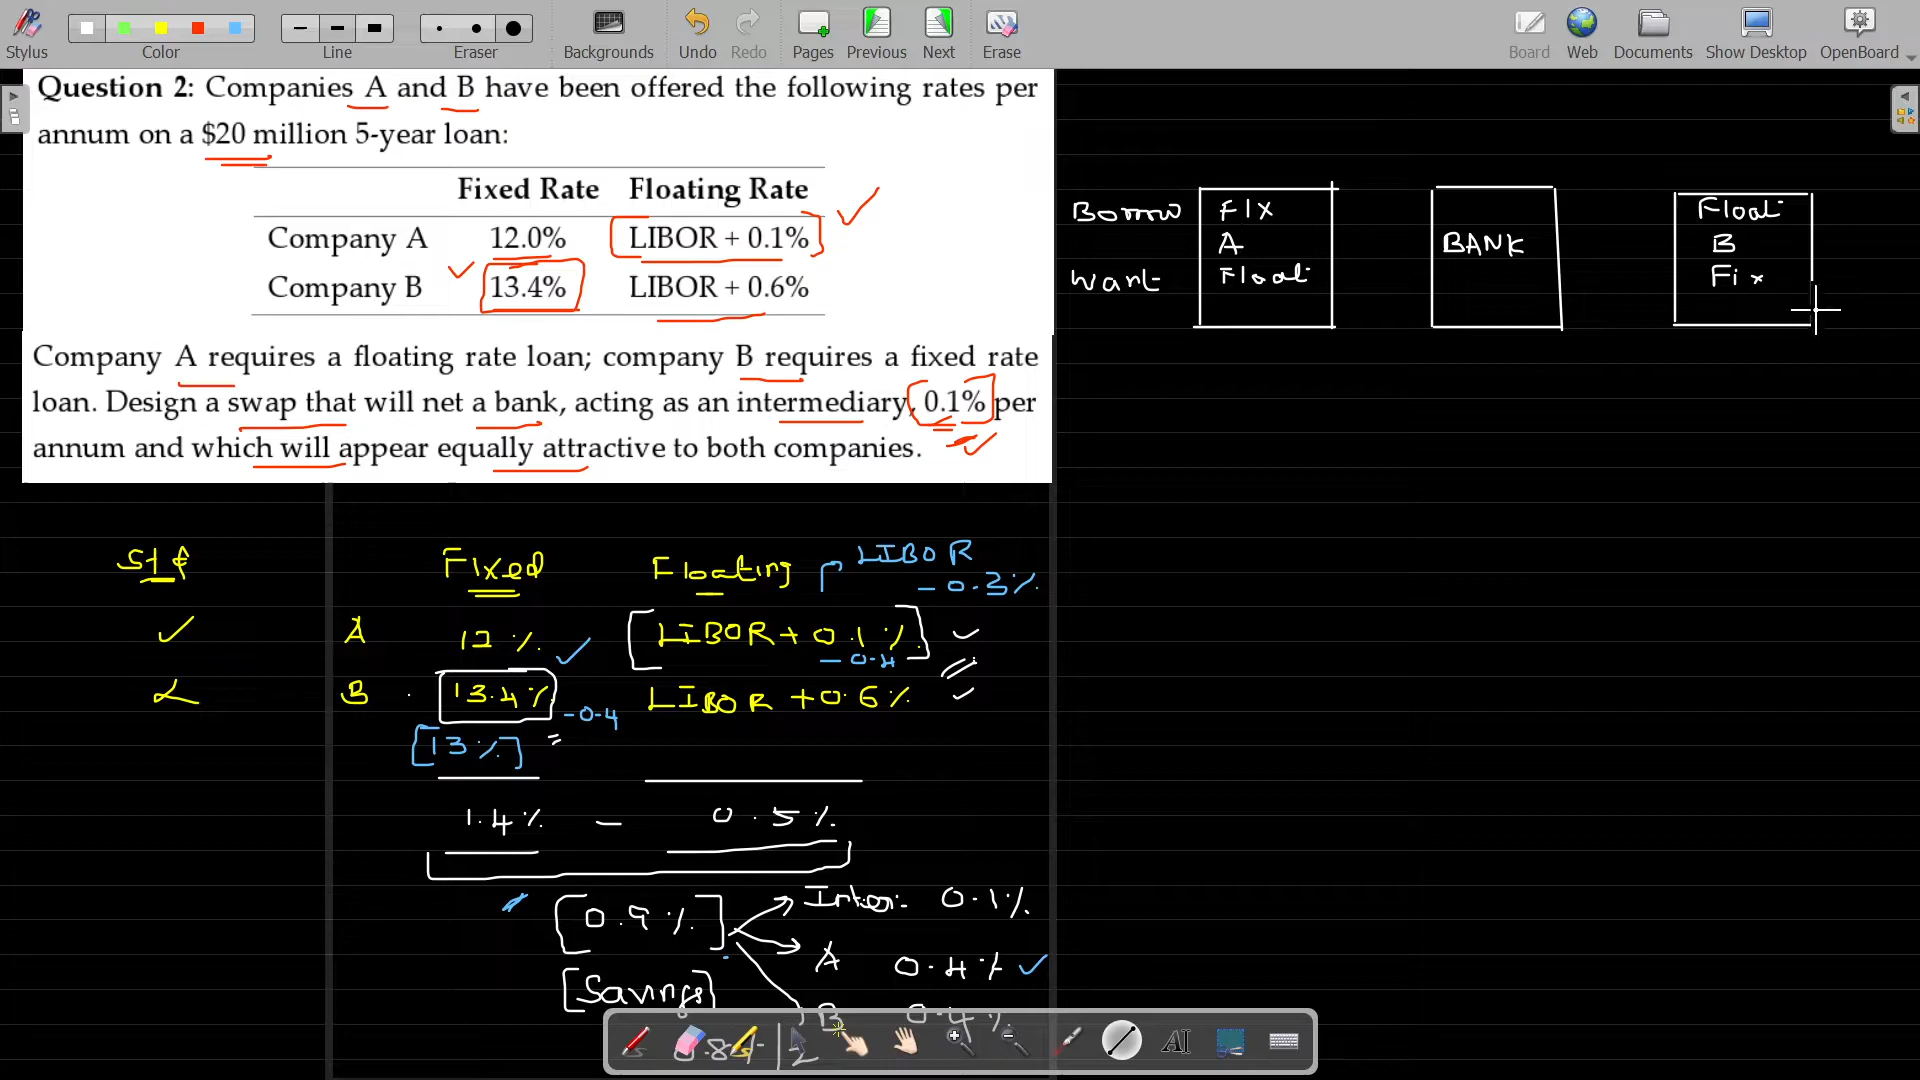 Stylus
Color
Line
Eraser
Backgrounds
Undo
Redo
Pages
Previous
Next
Erase
Board
Web
Documents
Show Desktop
OpenBoard
Question 2: Companies A and B have been offered the following rates per
annum on a $20 million 5-year loan:
Fixed Rate Floating Rate
Company A 12.0% LIBOR + 0.1%
Company B 13.4% LIBOR + 0.6%
Company A requires a floating rate loan; company B requires a fixed rate
loan. Design a swap that will net a bank, acting as an intermediary, 0.1% per
annum and which will appear equally attractive to both companies.
Borrow
Want
FIX
A
Float
BANK
Float
B
Fix
Fixed Floating LIBOR
- 0.3%
A 12 % LIBOR + 0.1 %
- 0.4
B 13.4% LIBOR + 0.6 %
- 0.4
[13 %] =
1.4 % - 0.5 %
[0.9 %] Inter: 0.1 %
A 0.4 %
[Savings]
B 0.4 %